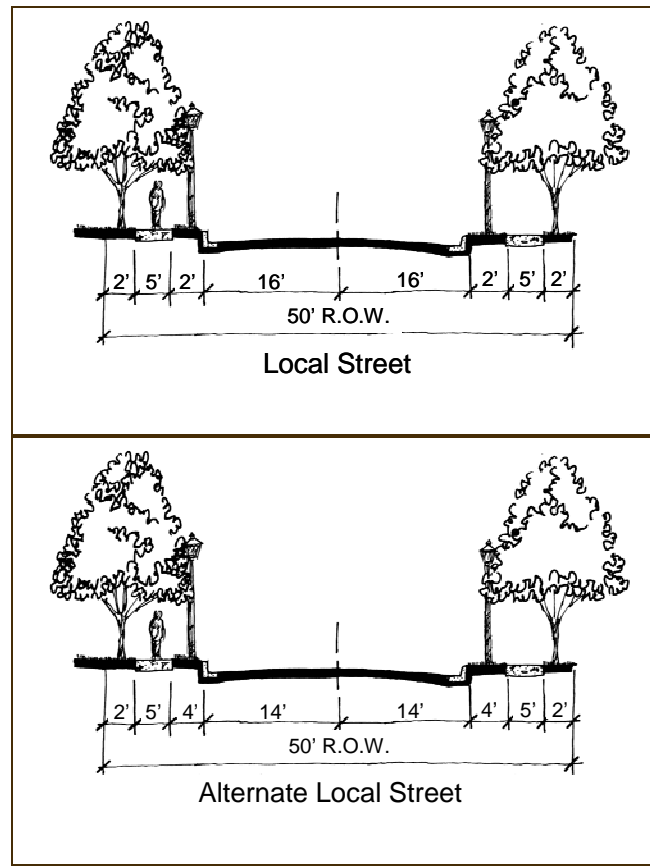 2’ 5’ 2’ 16’ 16’ 2’ 5’ 2’
50’ R.O.W.
Local Street
2’ 5’ 4’ 14’ 14’ 4’ 5’ 2’
50’ R.O.W.
Alternate Local Street